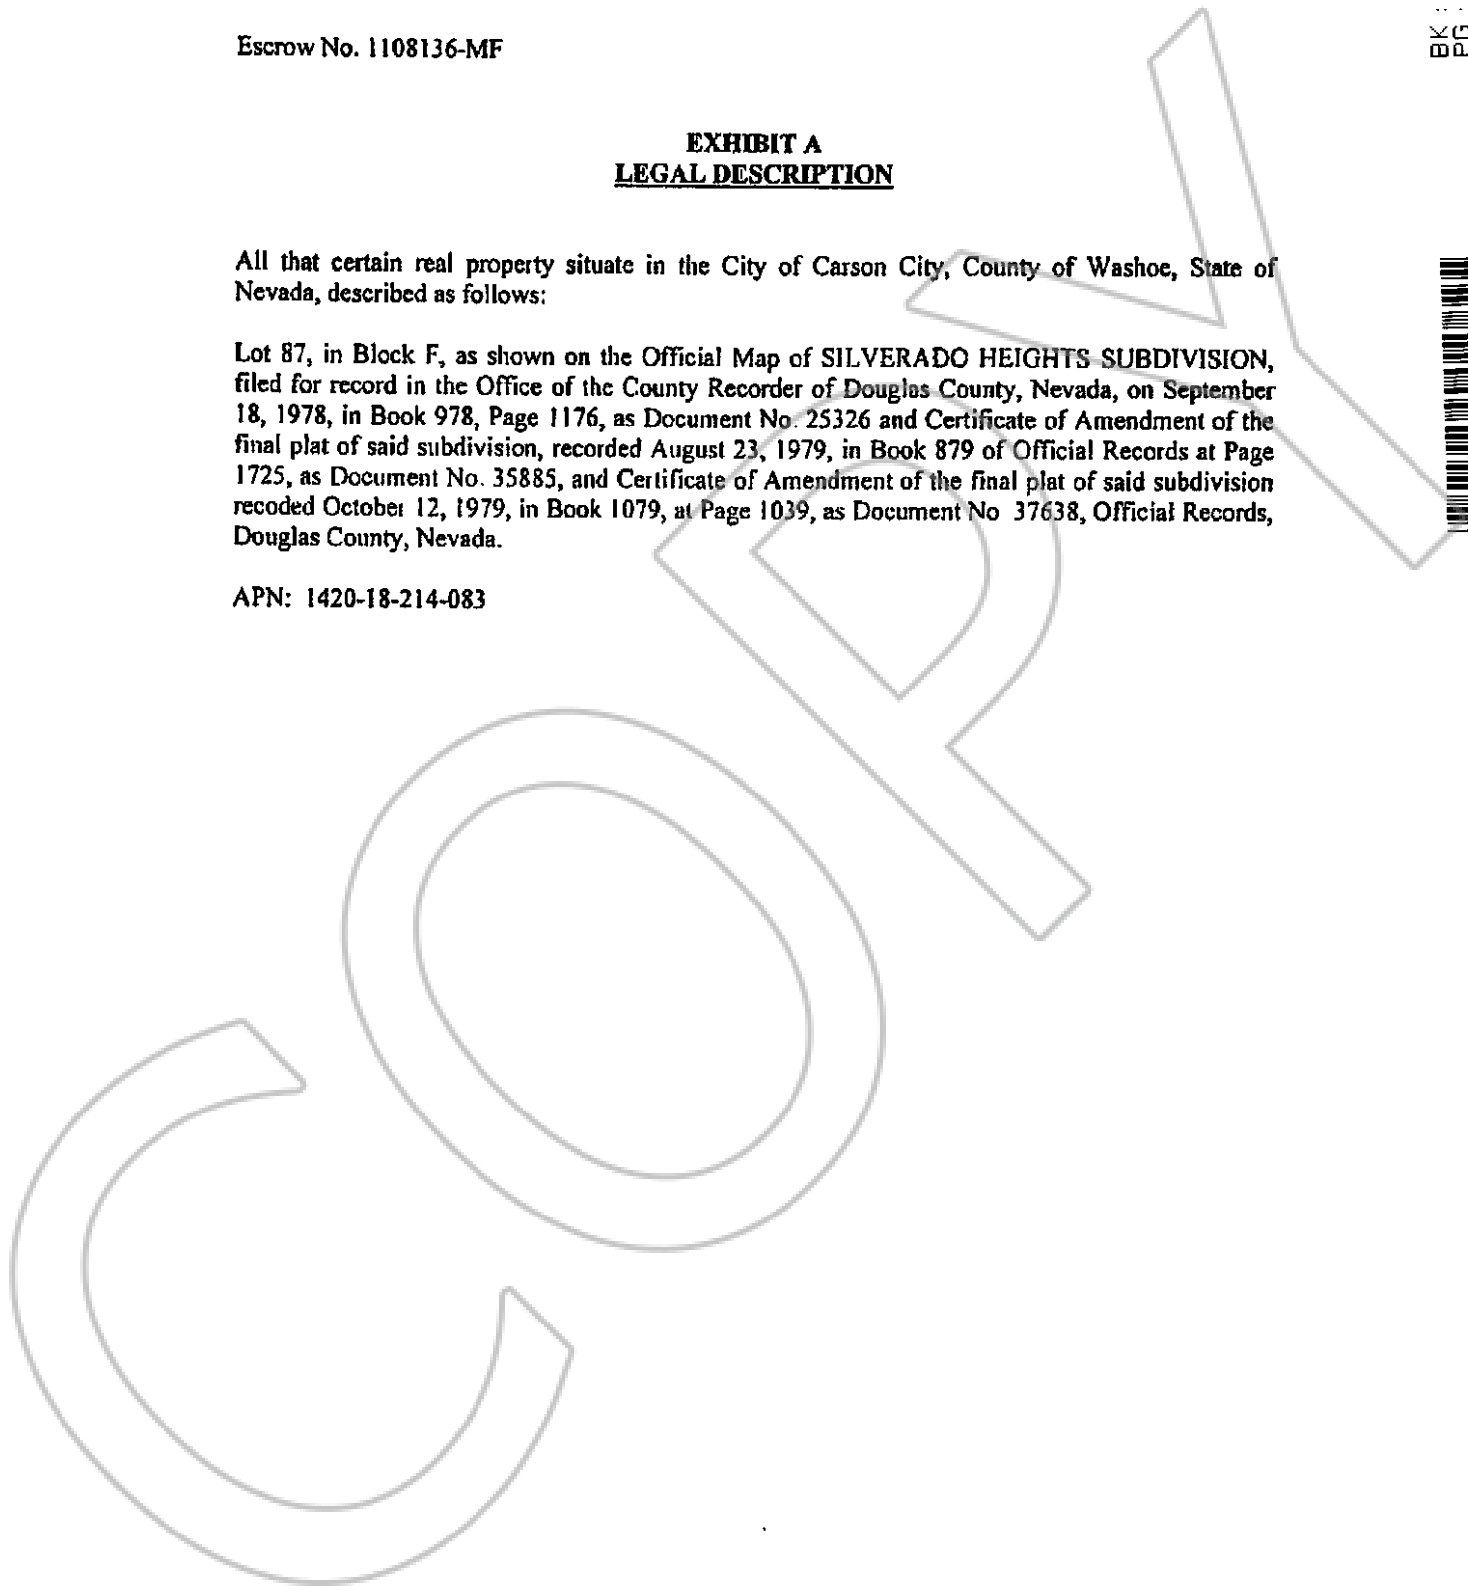 Escrow No. 1108136-MF
BK
PG
EXHIBIT A
LEGAL DESCRIPTION
All that certain real property situate in the City of Carson City, County of Washoe, State of
Nevada, described as follows:
Lot 87, in Block F, as shown on the Official Map of SILVERADO HEIGHTS SUBDIVISION,
filed for record in the Office of the County Recorder of Douglas County, Nevada, on September
18, 1978, in Book 978, Page 1176, as Document No. 25326 and Certificate of Amendment of the
final plat of said subdivision, recorded August 23, 1979, in Book 879 of Official Records at Page
1725, as Document No. 35885, and Certificate of Amendment of the final plat of said subdivision
recoded October 12, 1979, in Book 1079, at Page 1039, as Document No 37638, Official Records,
Douglas County, Nevada.
APN: 1420-18-214-083
COPY